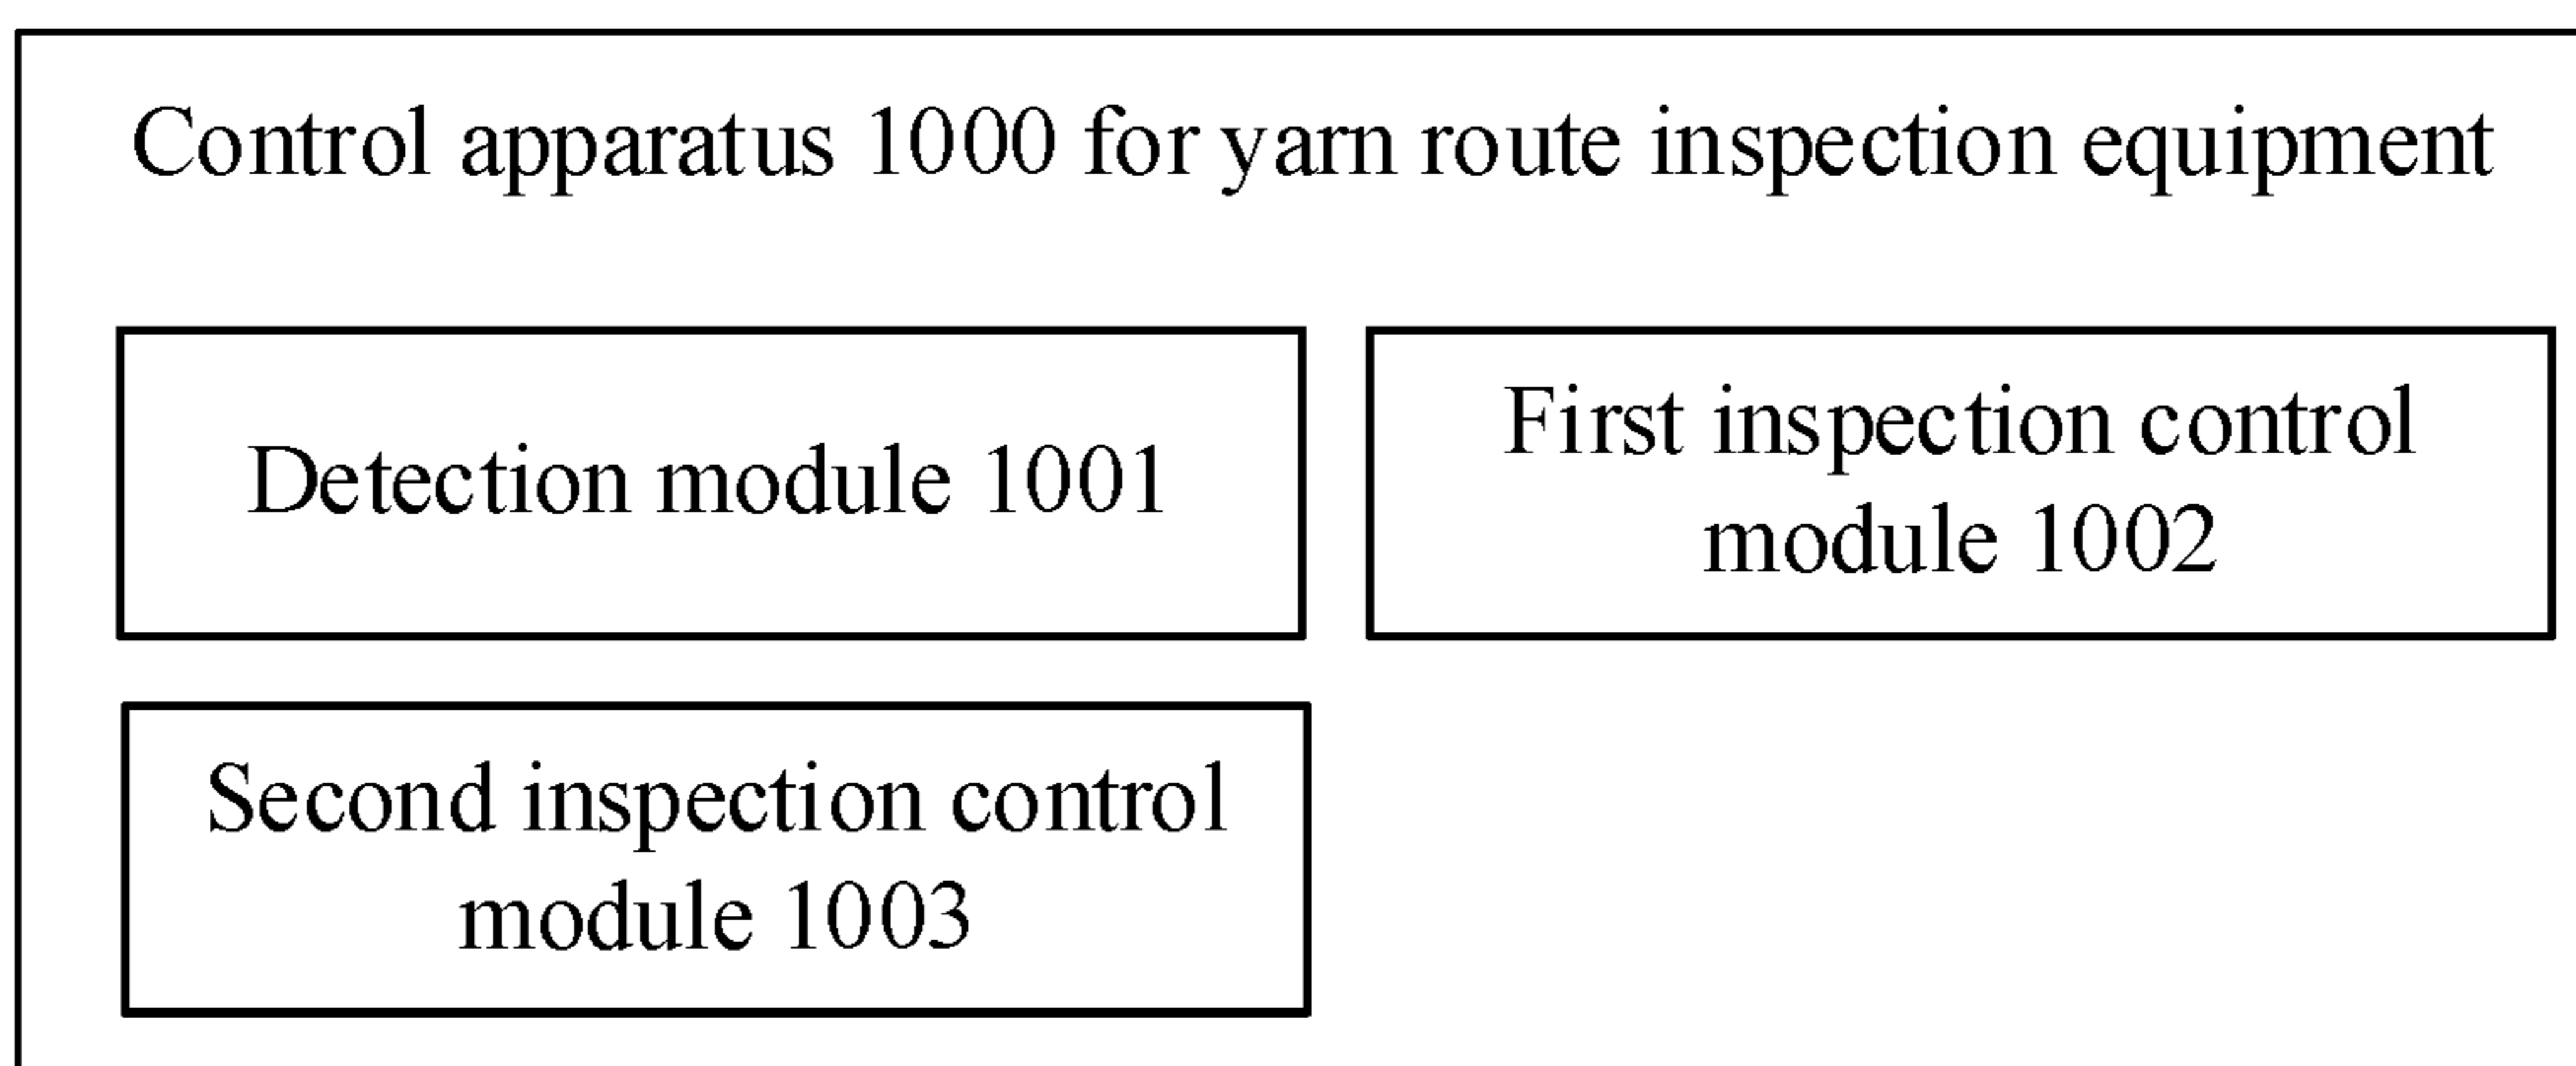 Control apparatus 1000 for yarn route inspection equipment
Detection module 1001
First inspection control
module 1002
Second inspection control
module 1003